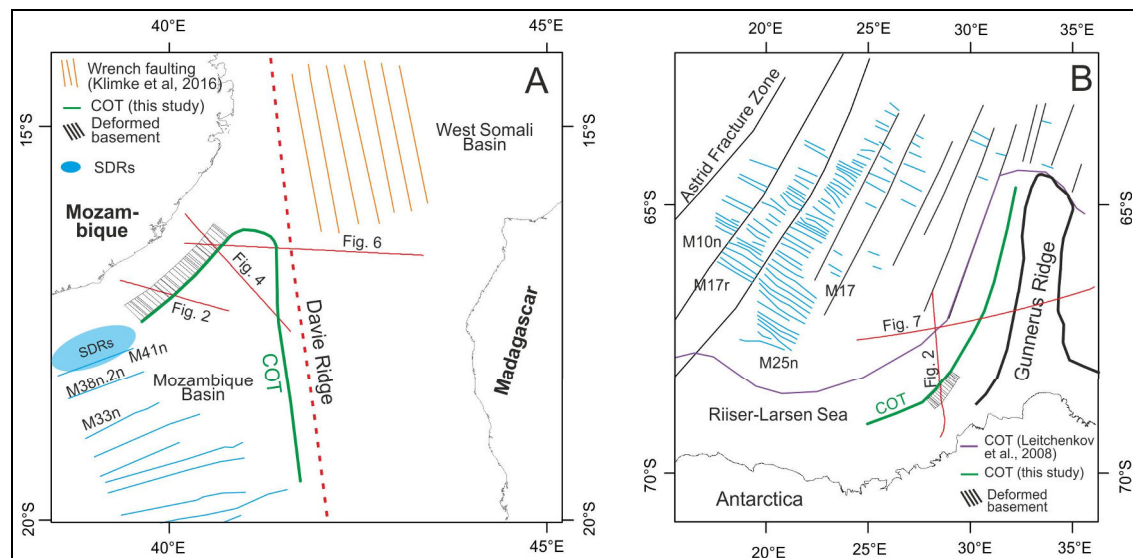 40°E
45°E
Wrench faulting
(Klimke et al, 2016)
COT (this study)
Deformed
basement
SDRs
A
West Somali
Basin
15°S
15°S
Mozam-
bique
Fig. 6
Fig. 4
Fig. 2
Davie Ridge
Madagascar
SDRs
M41n
M38n.2n
Mozambique
Basin
M33n
COT
20°S
20°S
40°E
45°E
20°E
25°E
30°E
35°E
B
Astrid Fracture Zone
65°S
65°S
M10n
M17r
M17
M25n
Fig. 7
Fig. 2
Gunnerus Ridge
COT
Riiser-Larsen Sea
COT (Leitchenkov
et al., 2008)
COT (this study)
Deformed
basement
70°S
70°S
Antarctica
20°E
25°E
30°E
35°E